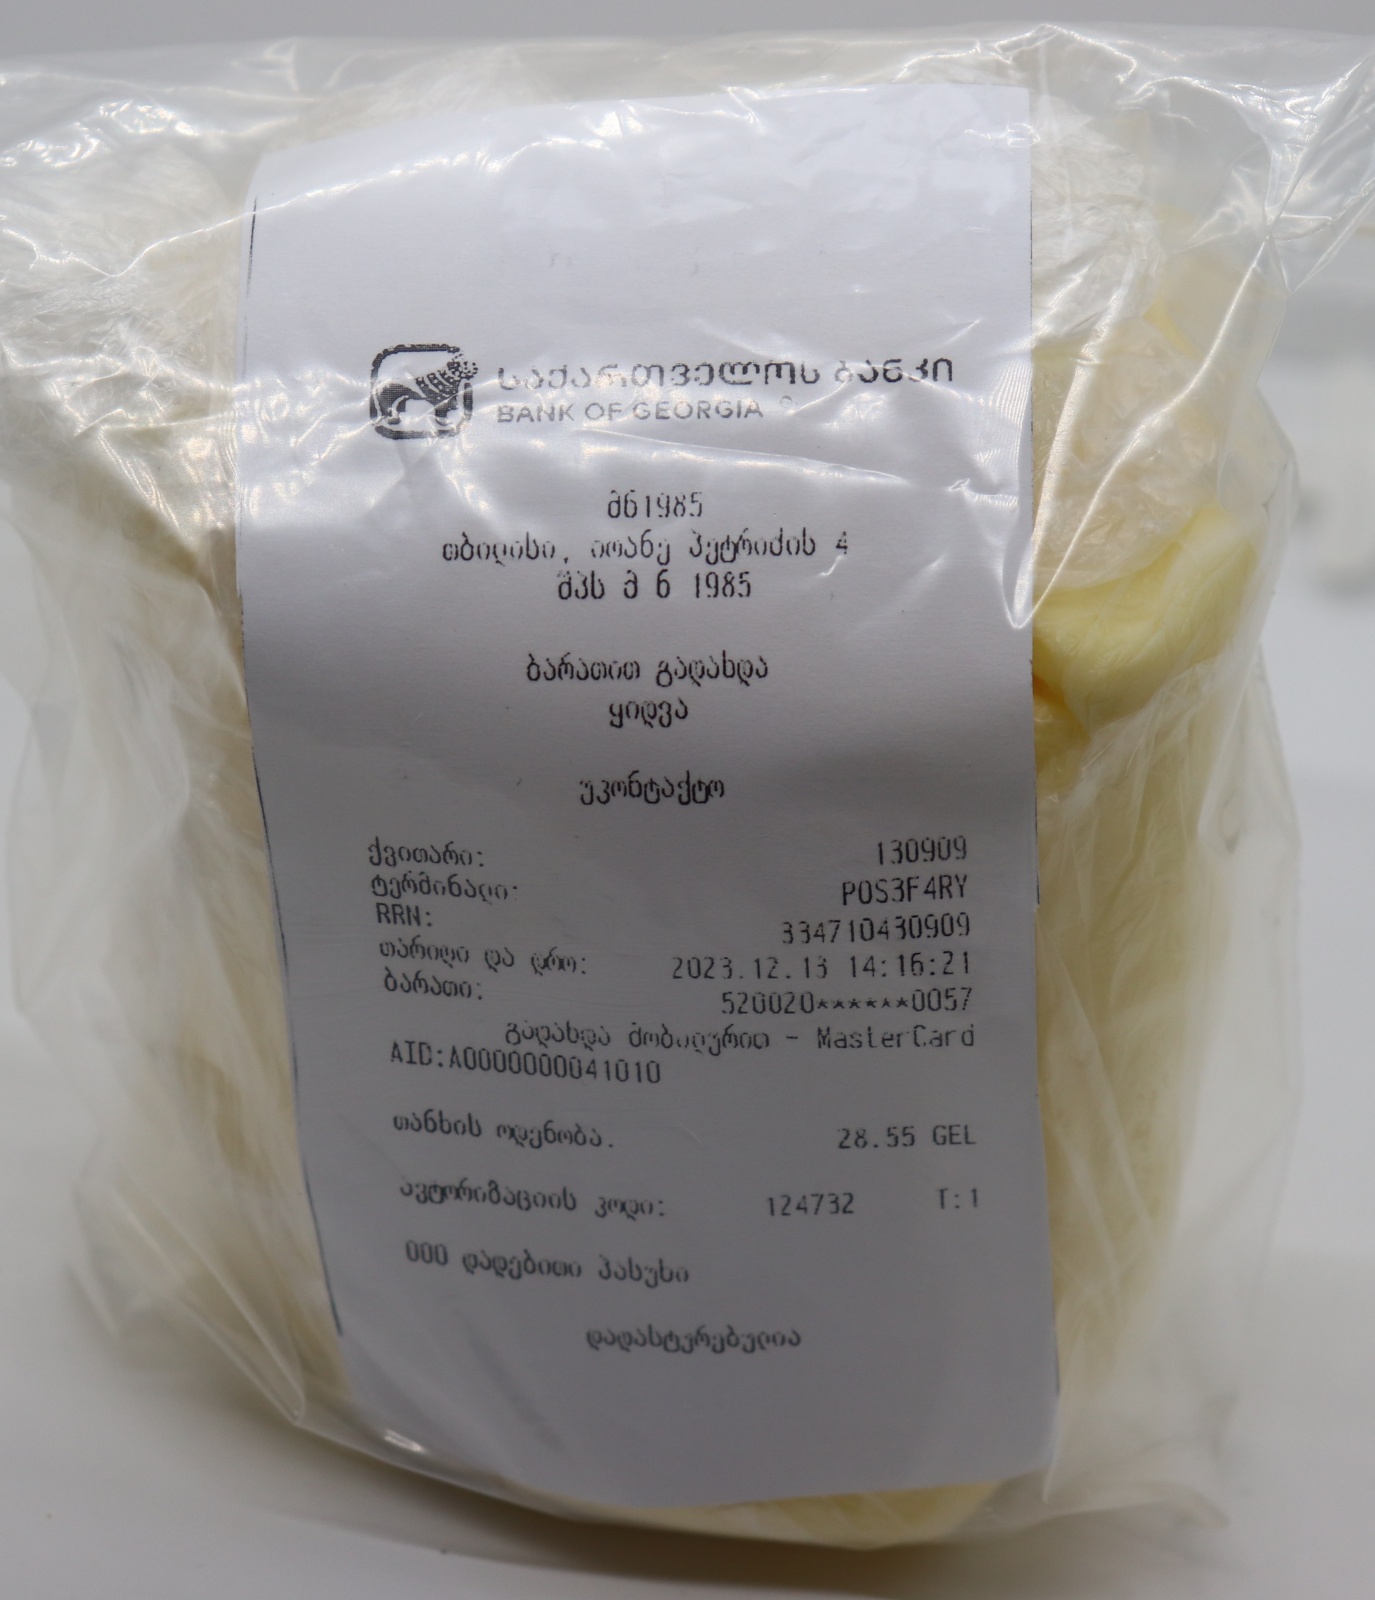 საქართველოს ბანკი
BANK OF GEORGIA
მნ1985
თბილისი, იოანე პეტრიძის 4
შპს მ ნ 1985
ბარათით გადახდა
ყიდვა
უკონტაქტო
ქვითარი: 130909
ტერმინალი: POS3F4RY
RRN: 334710430909
თარიღი და დრო: 2023.12.13 14:16:21
ბარათი: 520020******0057
გადახდა მობილურით - MasterCard
AID:A0000000041010
თანხის ოდენობა. 28.55 GEL
ავტორიზაციის კოდი: 124732 T:1
000 დადებითი პასუხი
დადასტურებულია